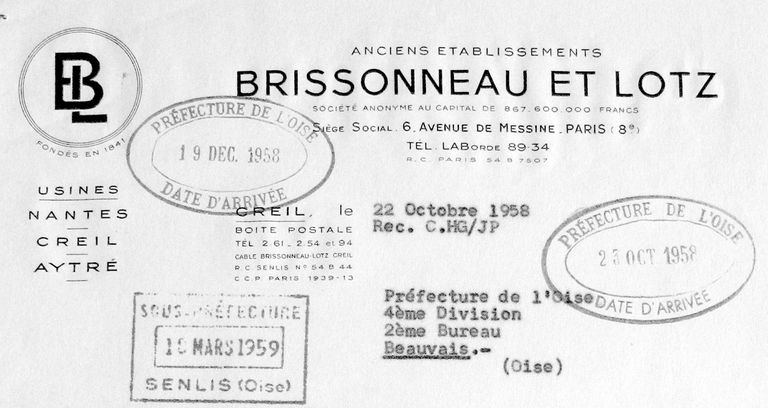 BL
FONDÉS EN 1841
ANCIENS ETABLISSEMENTS
BRISSONNEAU ET LOTZ
SOCIÉTÉ ANONYME AU CAPITAL DE 867.600.000 FRANCS
SIÈGE SOCIAL. 6, AVENUE DE MESSINE. PARIS (8e)
TÉL. LABORDE 89-34
R.C. PARIS 54 B 7507
PRÉFECTURE DE L'OISE
19 DEC. 1958
DATE D'ARRIVÉE
USINES
NANTES
CREIL
AYTRÉ
CREIL, le 22 Octobre 1958
Rec. C.HG/JP
BOITE POSTALE
TÉL 2.61_2.54 et 94
CABLE BRISSONNEAU-LOTZ CREIL
R.C. SENLIS N° 54 B 44
C.C.P. PARIS 1939-13
PRÉFECTURE DE L'OISE
23 OCT 1958
DATE D'ARRIVÉE
Préfecture de l'Oise
4ème Division
2ème Bureau
Beauvais.-
(Oise)
SOUS-PRÉFECTURE
MARS 1959
SENLIS (Oise)